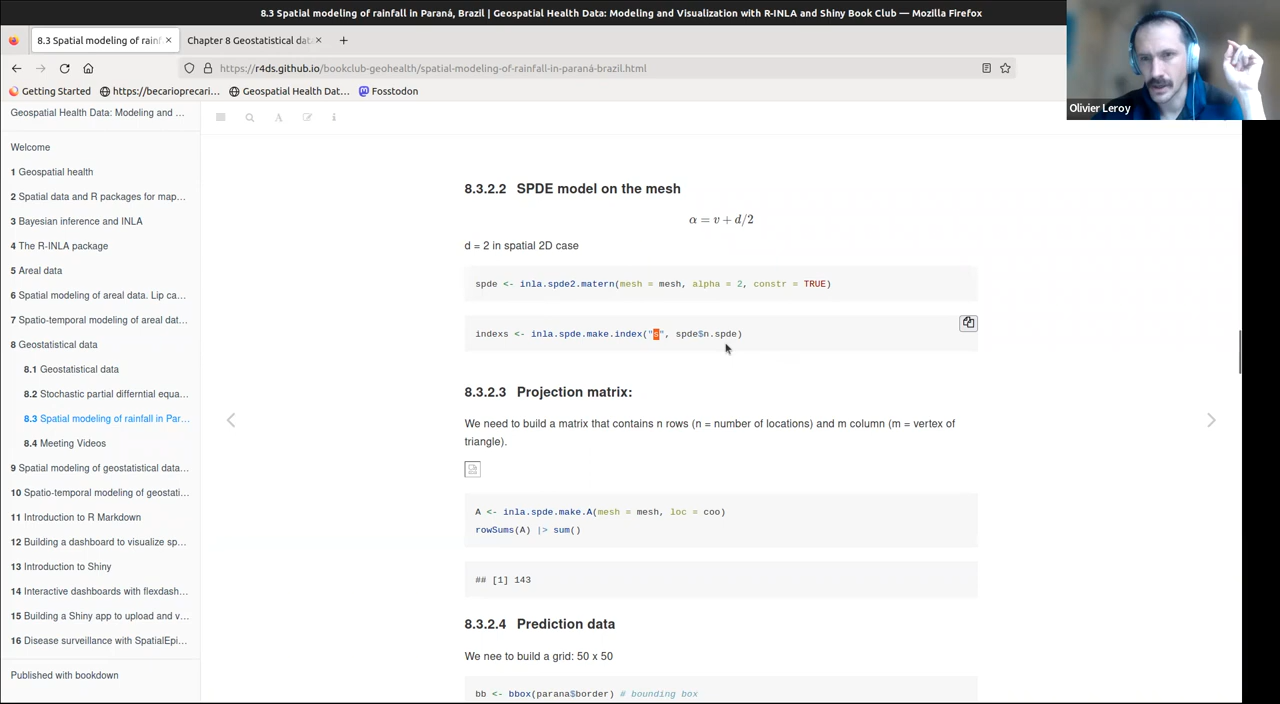 8.3 Spatial modeling of rainfall in Paraná, Brazil | Geospatial Health Data: Modeling and Visualization with R-INLA and Shiny Book Club — Mozilla Firefox
8.3 Spatial modeling of rainf
Chapter 8 Geostatistical dat
https://r4ds.github.io/bookclub-geohealth/spatial-modeling-of-rainfall-in-paraná-brazil.html
Getting Started
https://becarioprecari…
Geospatial Health Dat…
Fosstodon
Olivier Leroy
Geospatial Health Data: Modeling and …
Welcome
1 Geospatial health
2 Spatial data and R packages for map…
3 Bayesian inference and INLA
4 The R-INLA package
5 Areal data
6 Spatial modeling of areal data. Lip ca…
7 Spatio-temporal modeling of areal dat…
8 Geostatistical data
8.1 Geostatistical data
8.2 Stochastic partial differntial equa…
8.3 Spatial modeling of rainfall in Par…
8.4 Meeting Videos
9 Spatial modeling of geostatistical data…
10 Spatio-temporal modeling of geostati…
11 Introduction to R Markdown
12 Building a dashboard to visualize sp…
13 Introduction to Shiny
14 Interactive dashboards with flexdash…
15 Building a Shiny app to upload and v…
16 Disease surveillance with SpatialEpi…
Published with bookdown
8.3.2.2 SPDE model on the mesh
α = v + d/2
d = 2 in spatial 2D case
spde <- inla.spde2.matern(mesh = mesh, alpha = 2, constr = TRUE)
indexs <- inla.spde.make.index("s", spde$n.spde)
8.3.2.3 Projection matrix:
We need to build a matrix that contains n rows (n = number of locations) and m column (m = vertex of
triangle).
A <- inla.spde.make.A(mesh = mesh, loc = coo)
rowSums(A) |> sum()
## [1] 143
8.3.2.4 Prediction data
We nee to build a grid: 50 x 50
bb <- bbox(parana$border) # bounding box